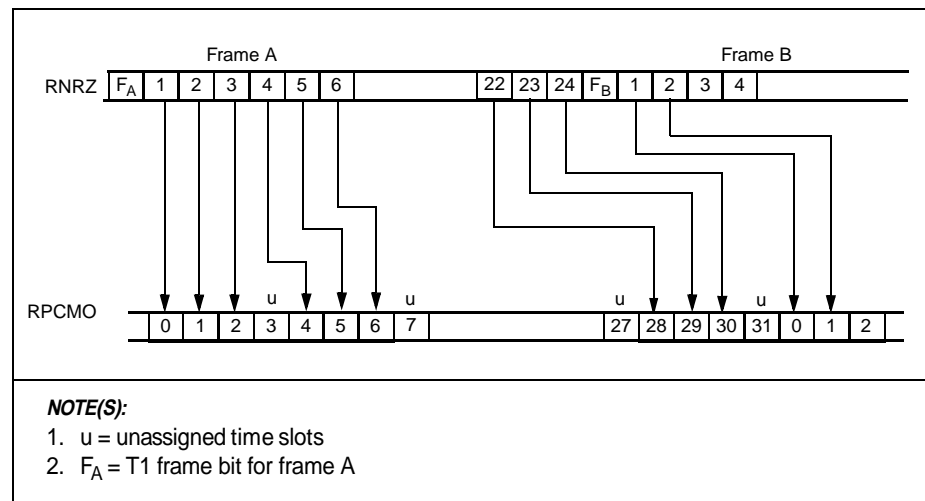 Frame A Frame B
RNRZ FA 1 2 3 4 5 6 22 23 24 FB 1 2 3 4
u u u u
RPCMO 0 1 2 3 4 5 6 7 27 28 29 30 31 0 1 2
NOTE(S):
1. u = unassigned time slots
2. FA = T1 frame bit for frame A